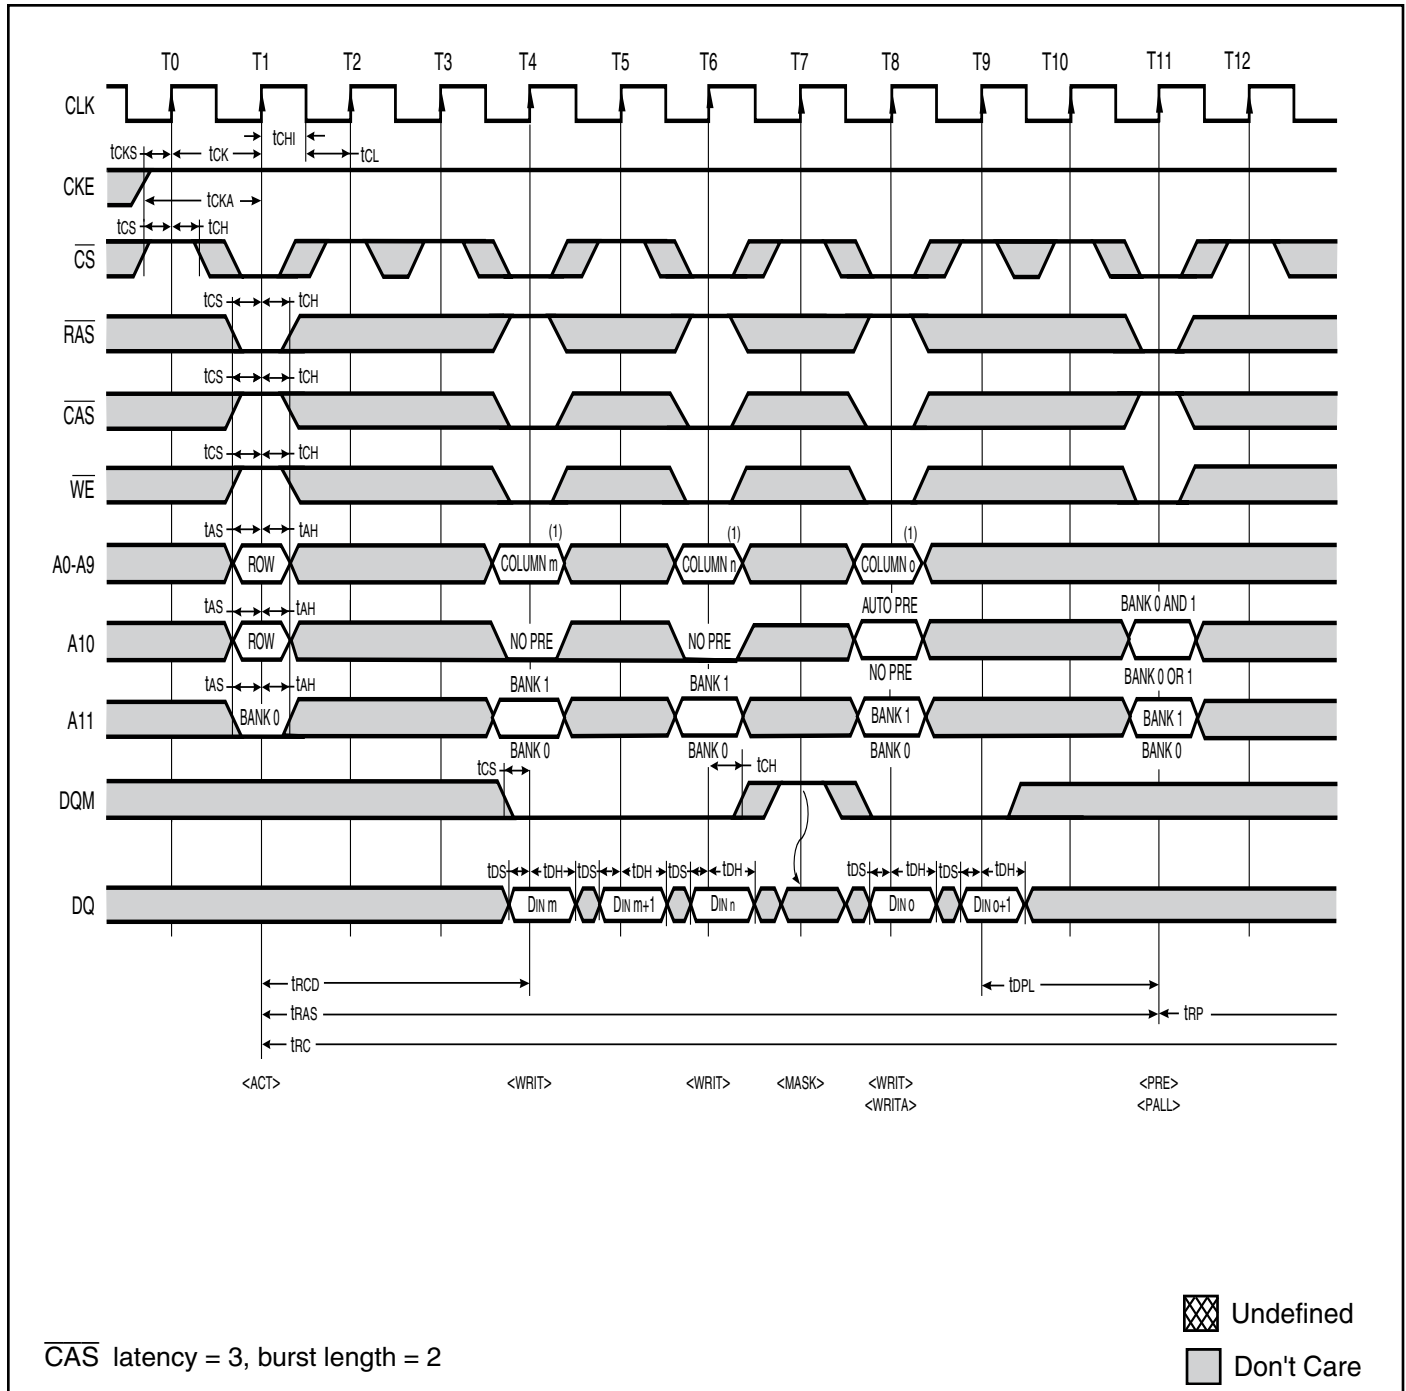 T0 T1 T2 T3 T4 T5 T6 T7 T8 T9 T10 T11 T12
CLK
tCHI
tCKS tCK tCL
CKE
tCKA
tCS tCH
CS
tCS tCH
RAS
tCS tCH
CAS
tCS tCH
WE
tAS tAH (1) (1) (1)
A0-A9 ROW COLUMN m COLUMN n COLUMN o
tAS tAH AUTO PRE BANK 0 AND 1
A10 ROW NO PRE NO PRE
NO PRE BANK 0 OR 1
tAS tAH BANK 1 BANK 1
A11 BANK 0 BANK 1 BANK 1
BANK 0 BANK 0 BANK 0 BANK 0
tCS tCH
DQM
tDS tDH tDS tDH tDS tDH tDS tDH tDS tDH
DQ DIN m DIN m+1 DIN n DIN o DIN o+1
tRCD tDPL
tRAS tRP
tRC
<ACT> <WRIT> <WRIT> <MASK> <WRIT> <PRE>
<WRITA> <PALL>
Undefined
CAS latency = 3, burst length = 2
Don't Care